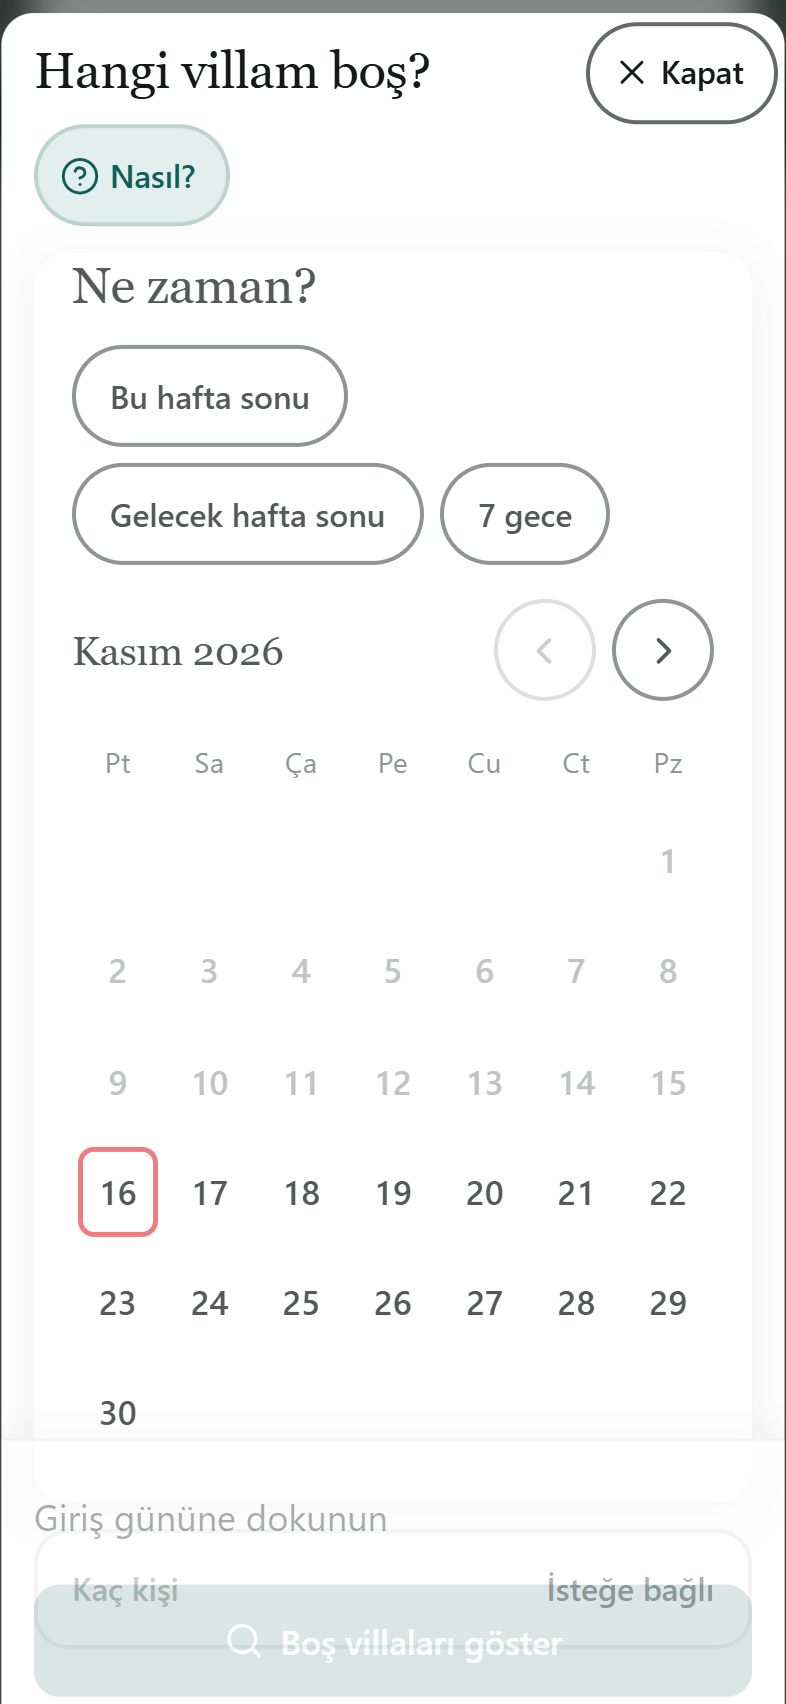 Hangi villam boş?
Kapat
Nasıl?
Ne zaman?
Bu hafta sonu
Gelecek hafta sonu
7 gece
Kasım 2026
Pt Sa Ça Pe Cu Ct Pz
1
2 3 4 5 6 7 8
9 10 11 12 13 14 15
16 17 18 19 20 21 22
23 24 25 26 27 28 29
30
Giriş gününe dokunun
Kaç kişi İsteğe bağlı
Boş villaları göster